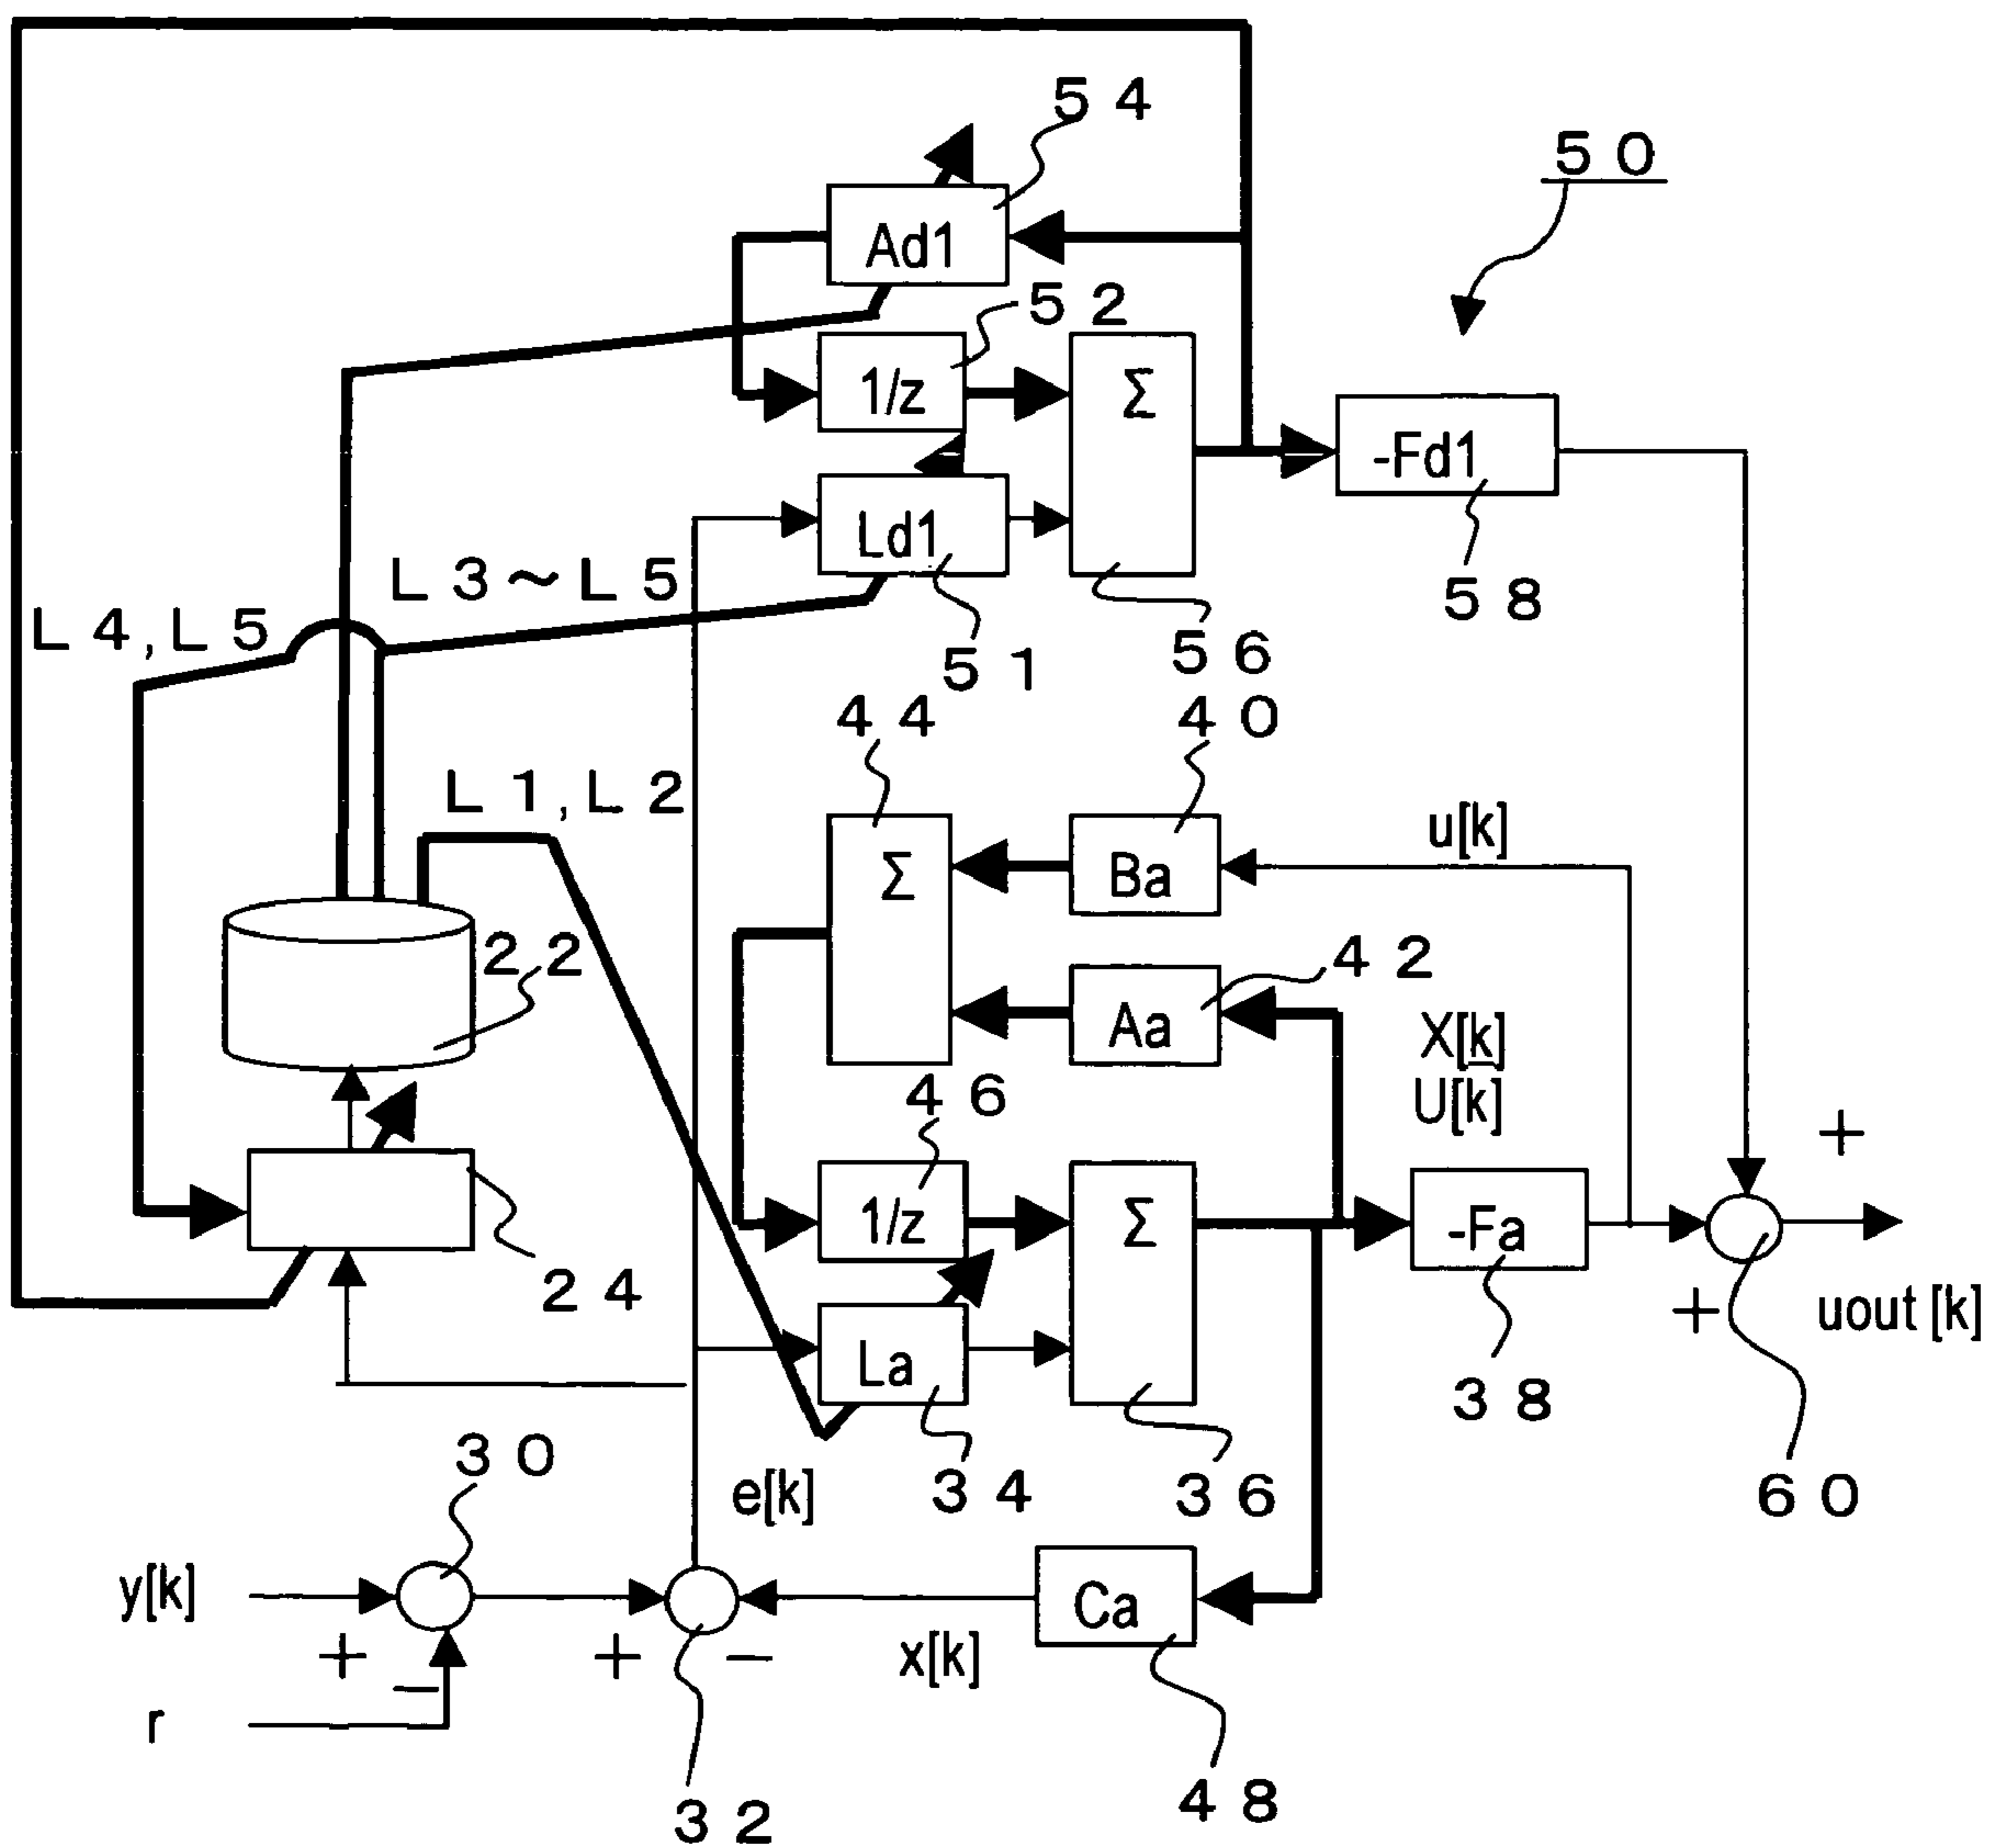 54
50
Ad1
52
1/z
Σ
-Fd1
Ld1
L3~L5
58
L4, L5
51
56
44
40
L1, L2
u[k]
Σ
Ba
22
42
Aa
X[k]
U[k]
46
+
1/z
Σ
-Fa
24
+
uout[k]
La
38
30
e[k]
34
36
60
y[k]
Ca
+
+
−
x[k]
−
r
48
32